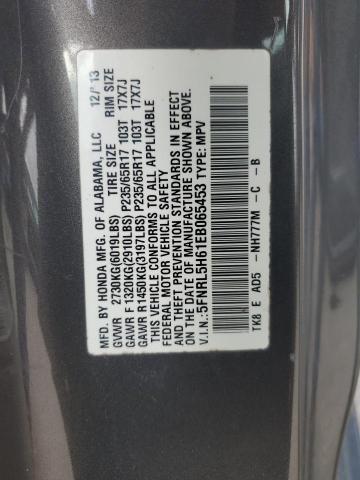 MFD. BY HONDA MFG. OF ALABAMA, LLC 12/ 13
TIRE SIZE RIM SIZE
GVWR 2730KG(6019LBS)
GAWR F 1320KG(2910LBS) P235/65R17 103T 17X7J
GAWR R1450KG(3197LBS) P235/65R17 103T 17X7J
THIS VEHICLE CONFORMS TO ALL APPLICABLE
FEDERAL MOTOR VEHICLE SAFETY
AND THEFT PREVENTION STANDARDS IN EFFECT
ON THE DATE OF MANUFACTURE SHOWN ABOVE.
V.I.N.:5FNRL5H61EB065453 TYPE: MPV
TK8 E AD5 -NH777M -C -B